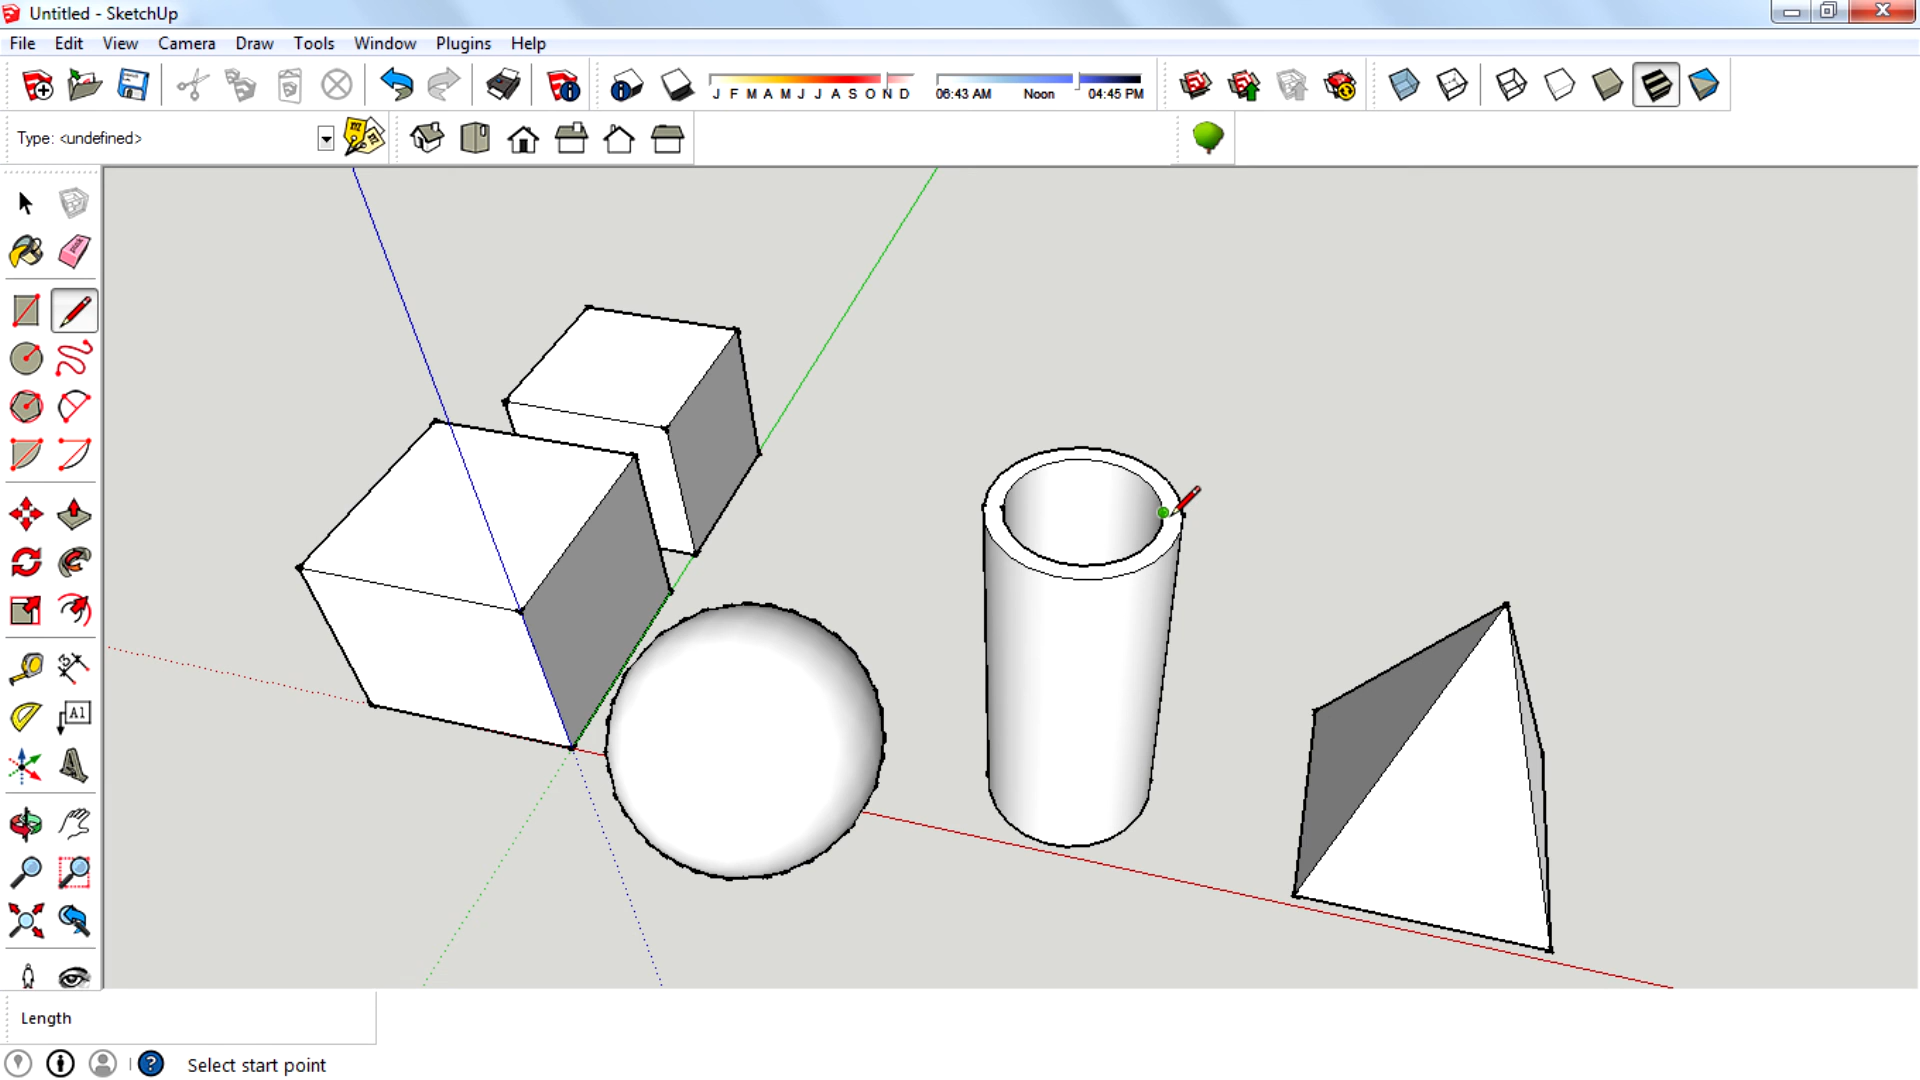 Untitled - SketchUp
File Edit View Camera Draw Tools Window Plugins Help
J F M A M J J A S O N D 06:43 AM Noon 04:45 PM
Type: <undefined>
A1
Length
Select start point